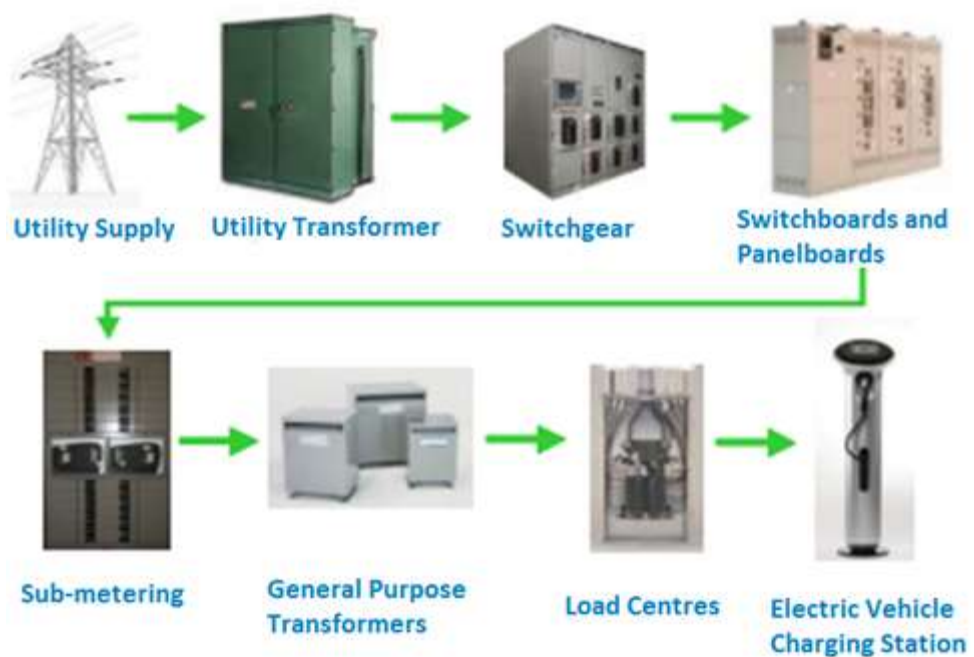 Utility Supply
Utility Transformer
Switchgear
Switchboards and
Panelboards
Sub-metering
General Purpose
Transformers
Load Centres
Electric Vehicle
Charging Station